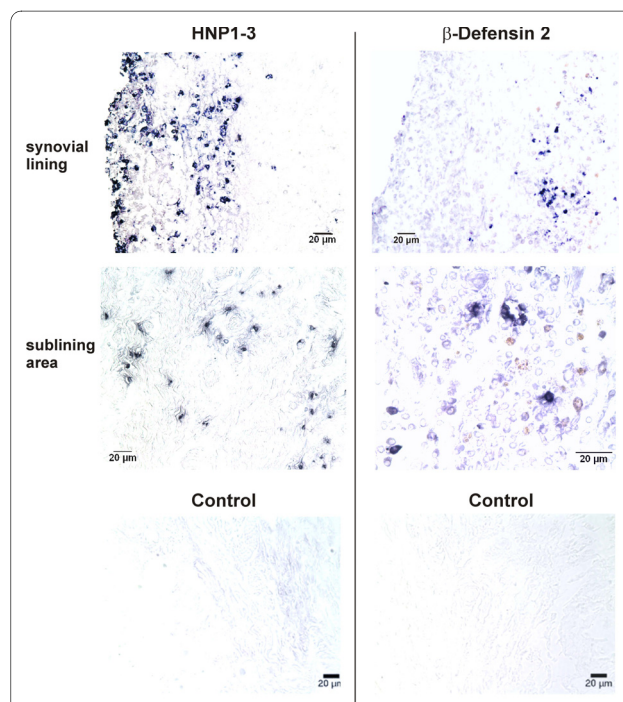 HNP1-3 β-Defensin 2
synovial
lining
20 µm 20 µm
sublining
area
20 µm 20 µm
Control Control
20 µm 20 µm